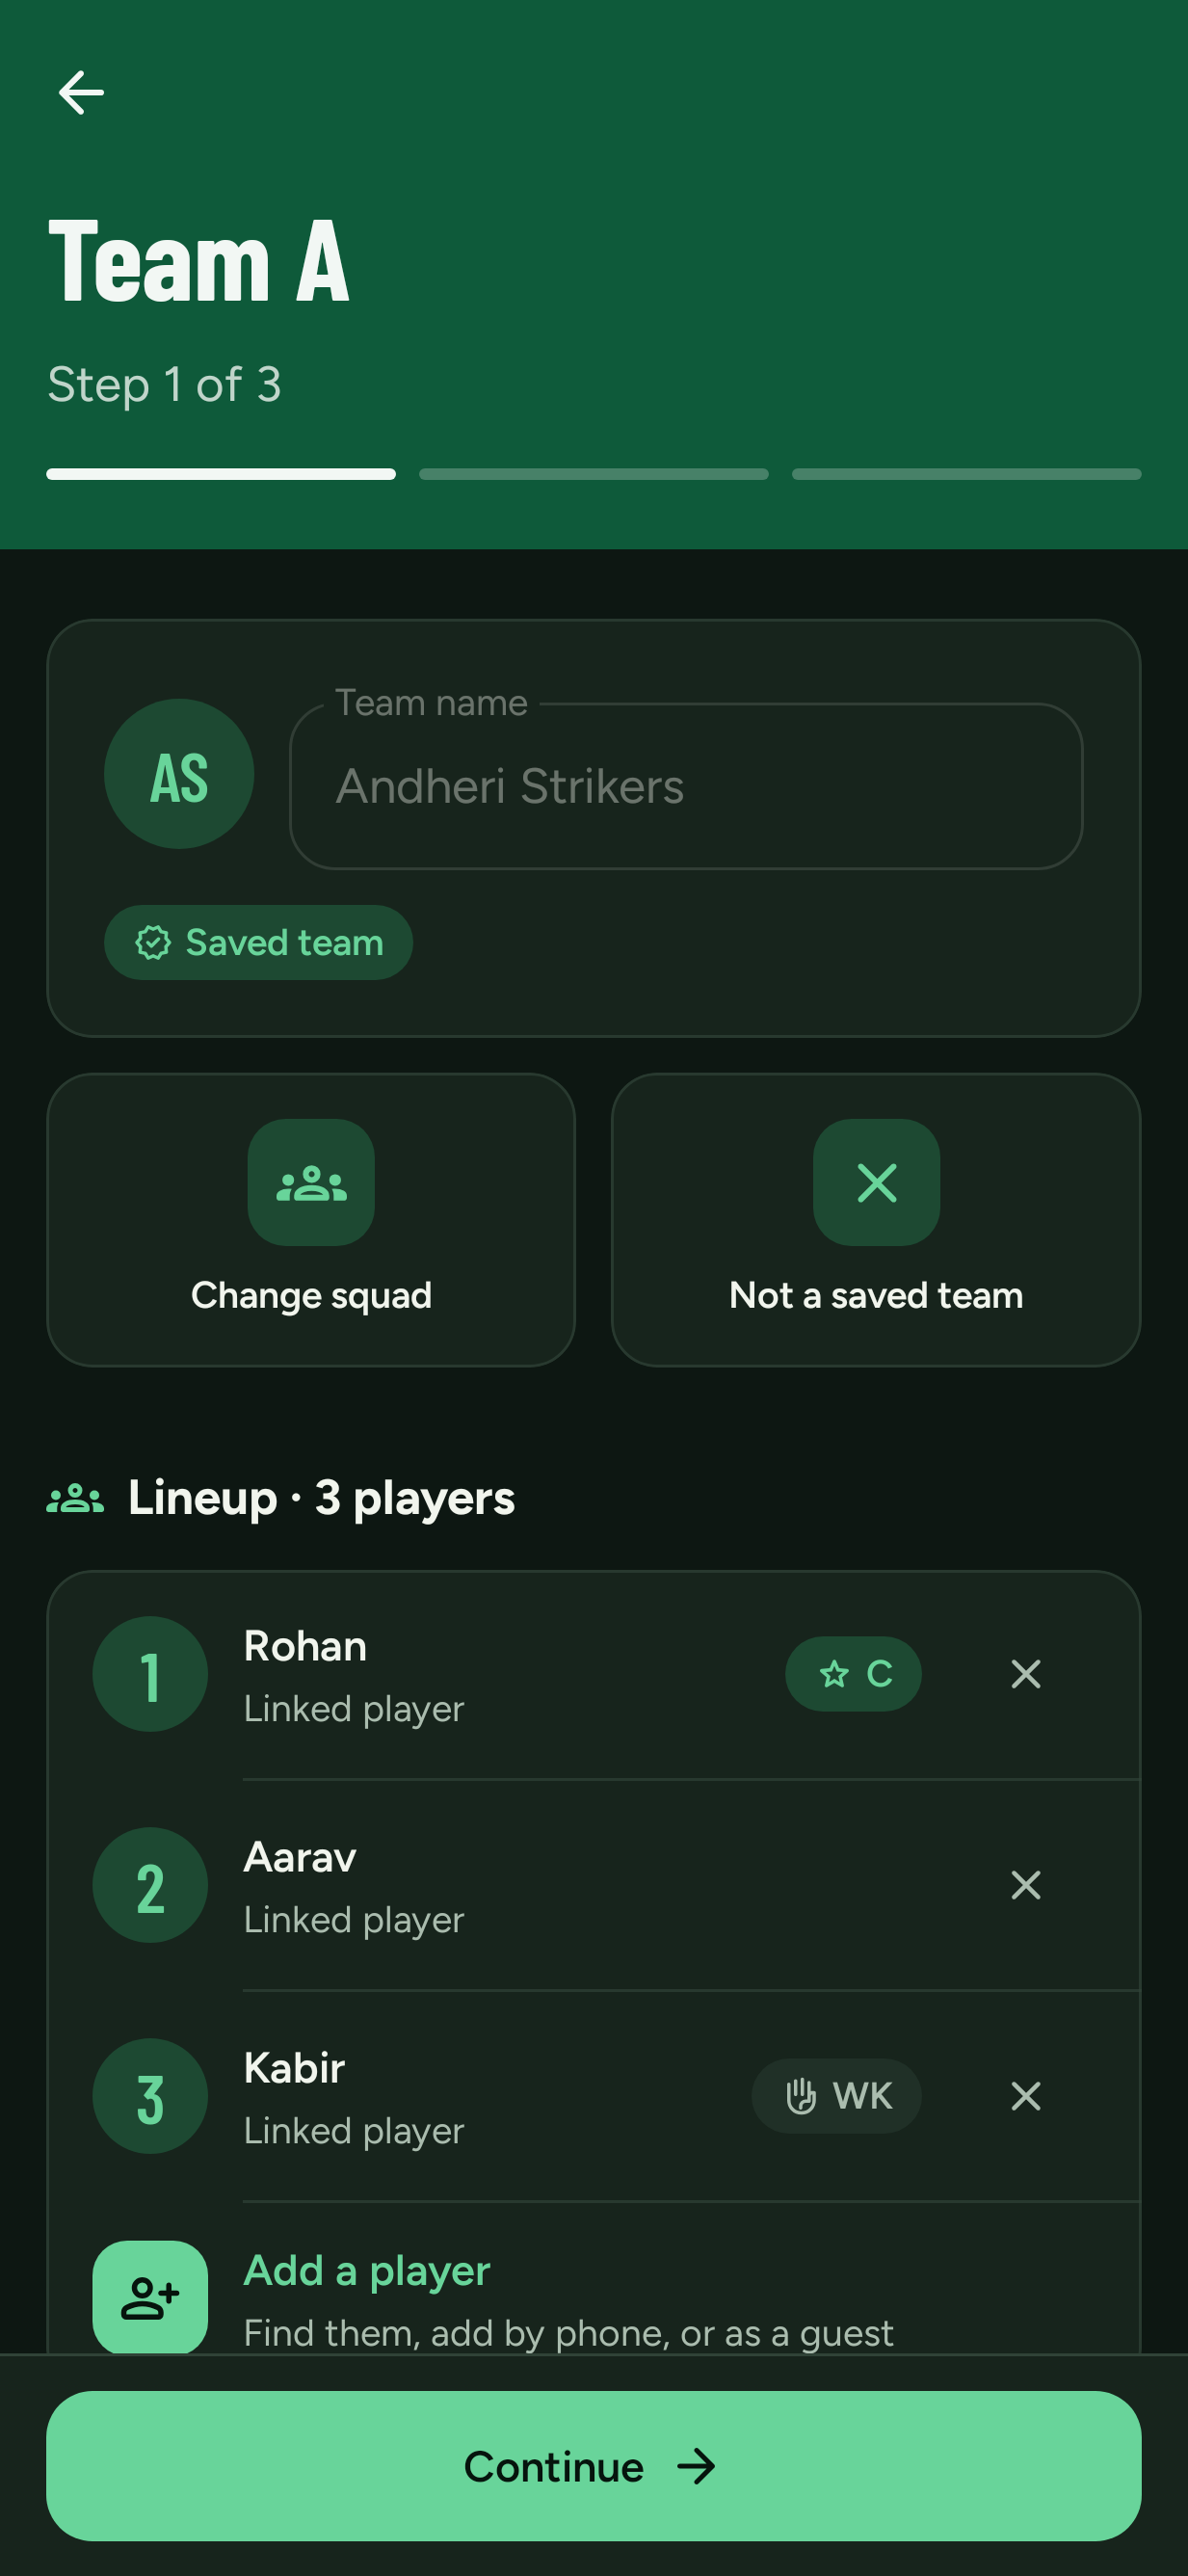 Team A
Step 1 of 3
Team name
AS
Andheri Strikers
Saved team
Change squad
Not a saved team
Lineup · 3 players
1
Rohan
Linked player
C
2
Aarav
Linked player
3
Kabir
Linked player
WK
Add a player
Find them, add by phone, or as a guest
Continue